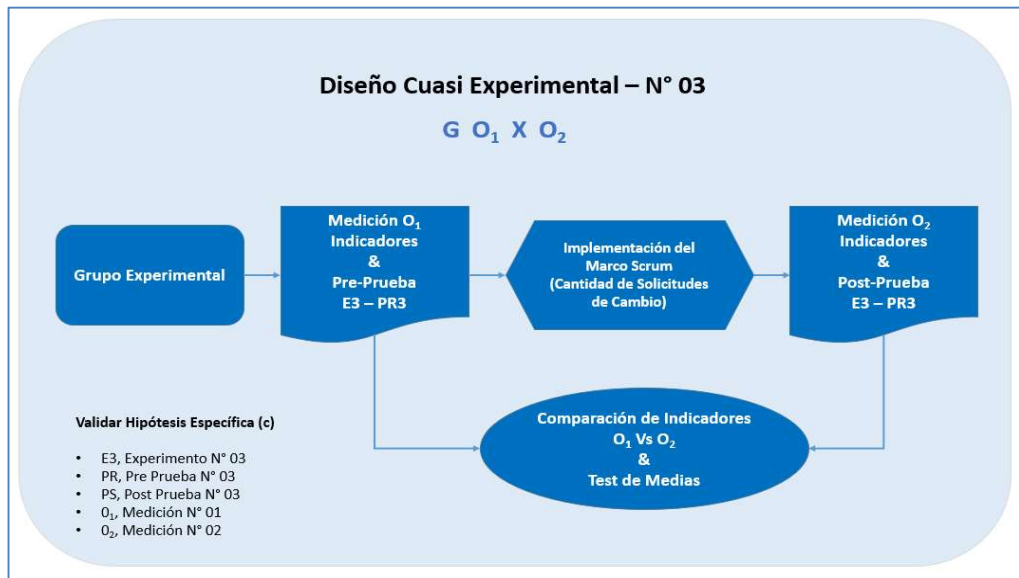 Diseño Cuasi Experimental – N° 03
G O₁ X O₂
Grupo Experimental
Medición O₁
Indicadores
&
Pre-Prueba
E3 – PR3
Implementación del
Marco Scrum
(Cantidad de Solicitudes
de Cambio)
Medición O₂
Indicadores
&
Post-Prueba
E3 – PR3
Comparación de Indicadores
O₁ Vs O₂
&
Test de Medias
Validar Hipótesis Específica (c)
• E3, Experimento N° 03
• PR, Pre Prueba N° 03
• PS, Post Prueba N° 03
• 0₁, Medición N° 01
• 0₂, Medición N° 02